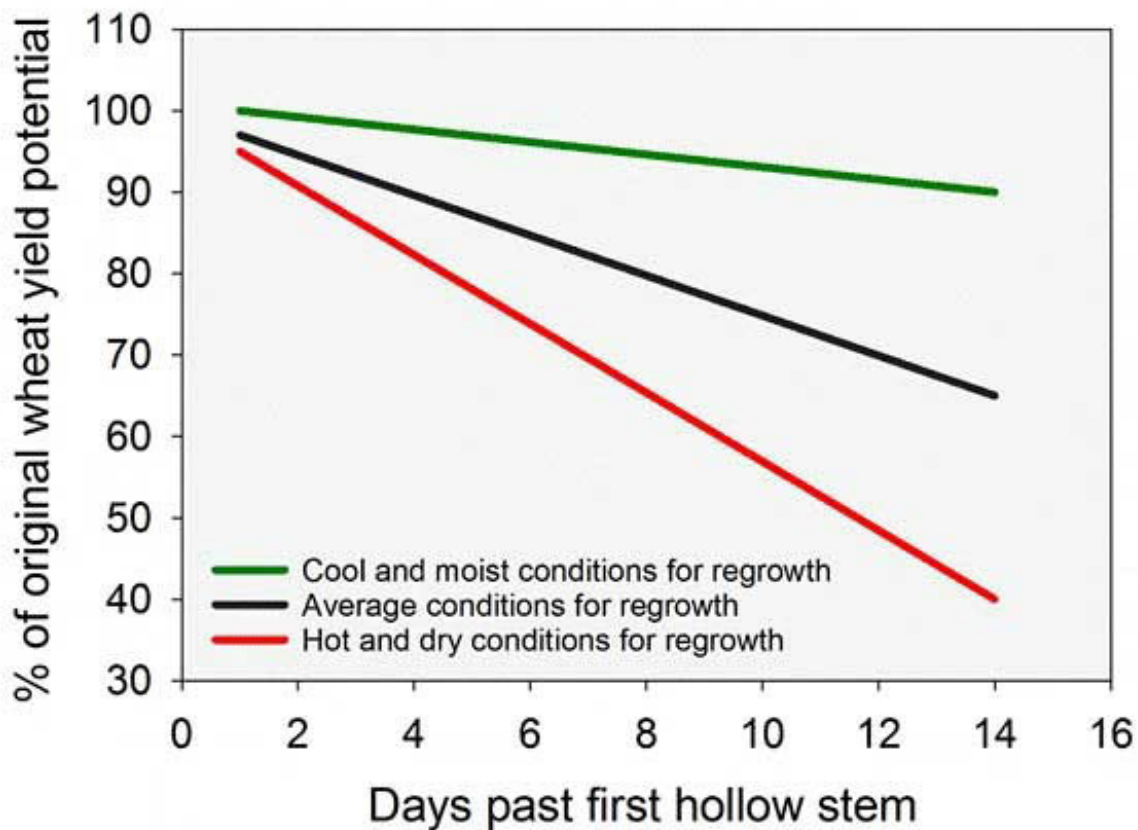 % of original wheat yield potential
110
100
90
80
70
60
50
40
30
Cool and moist conditions for regrowth
Average conditions for regrowth
Hot and dry conditions for regrowth
0 2 4 6 8 10 12 14 16
Days past first hollow stem